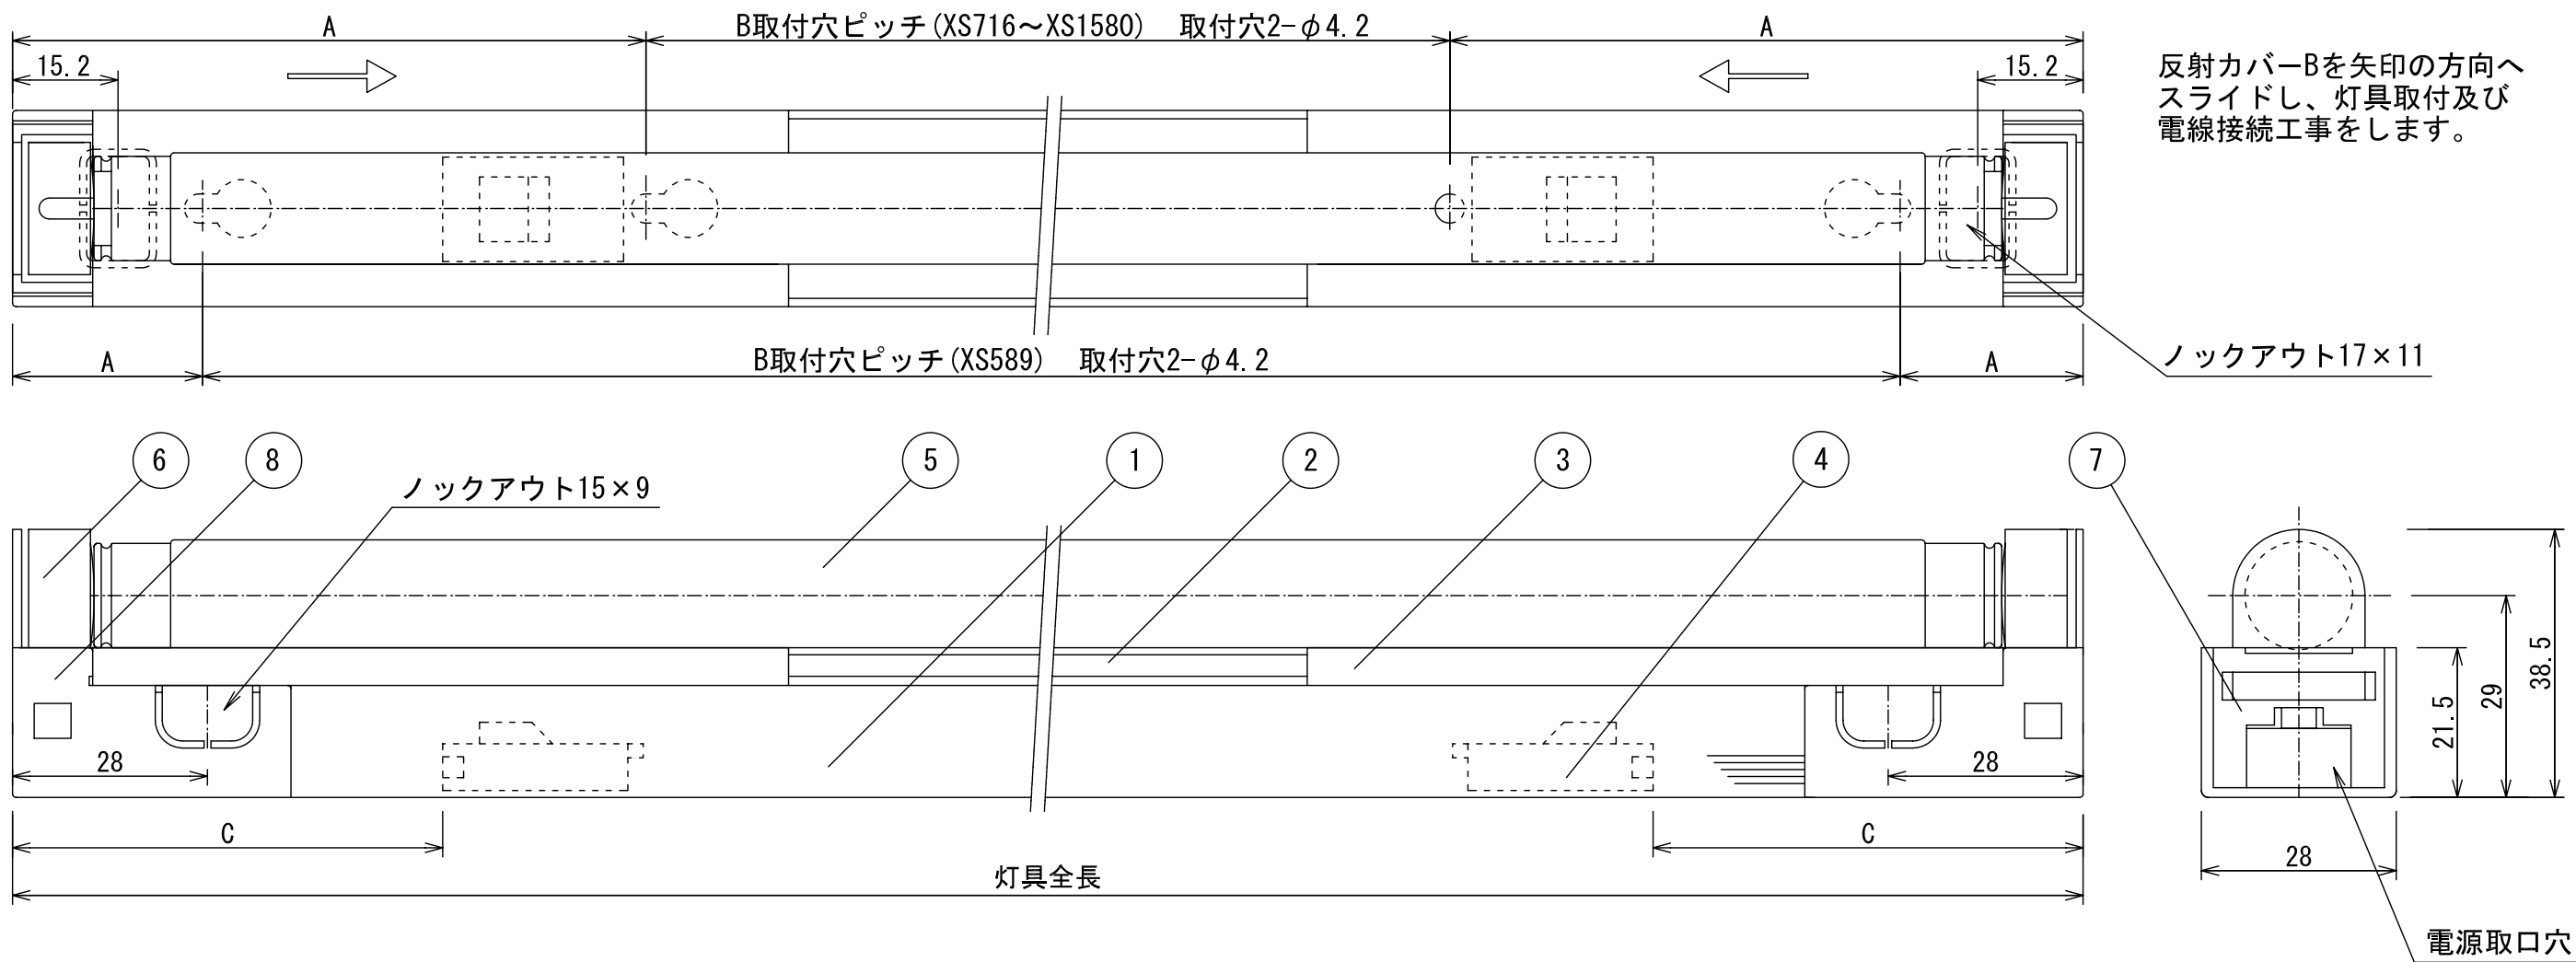 A
B取付穴ピッチ(XS716～XS1580)　取付穴2-φ4.2
A
15.2
15.2
反射カバーBを矢印の方向へ
スライドし、灯具取付及び
電線接続工事をします。
A
B取付穴ピッチ(XS589)　取付穴2-φ4.2
A
ノックアウト17×11
6
8
5
1
2
3
4
7
ノックアウト15×9
38.5
29
21.5
28
28
C
C
28
灯具全長
電源取口穴